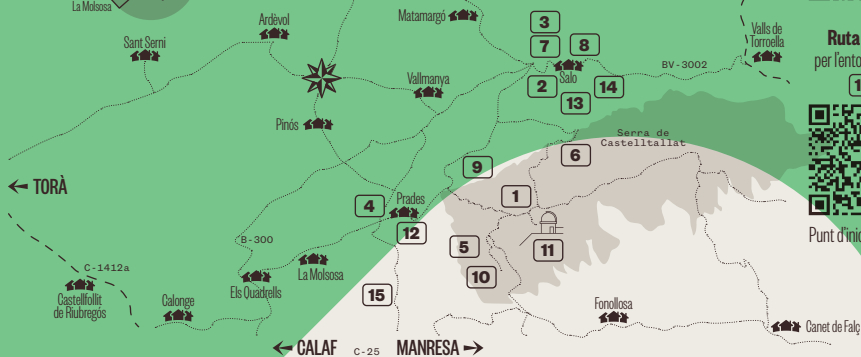 La Molsosa
Ardèvol
Matamargó
3
Sant Serni
7
8
Valls de
Torroella
Ruta
per l'ento
Salo
BV-3002
Vallmanya
2
14
13
1
Pinós
Serra de
Castelltallat
6
← TORÀ
9
4
Prades
1
12
Punt d'inic
B-300
5
11
C-1412a
La Molsosa
10
Castellfollit
de Riubregós
Els Quadrells
15
Calonge
Fonollosa
Canet de Falç
← CALAF
C-25
MANRESA →